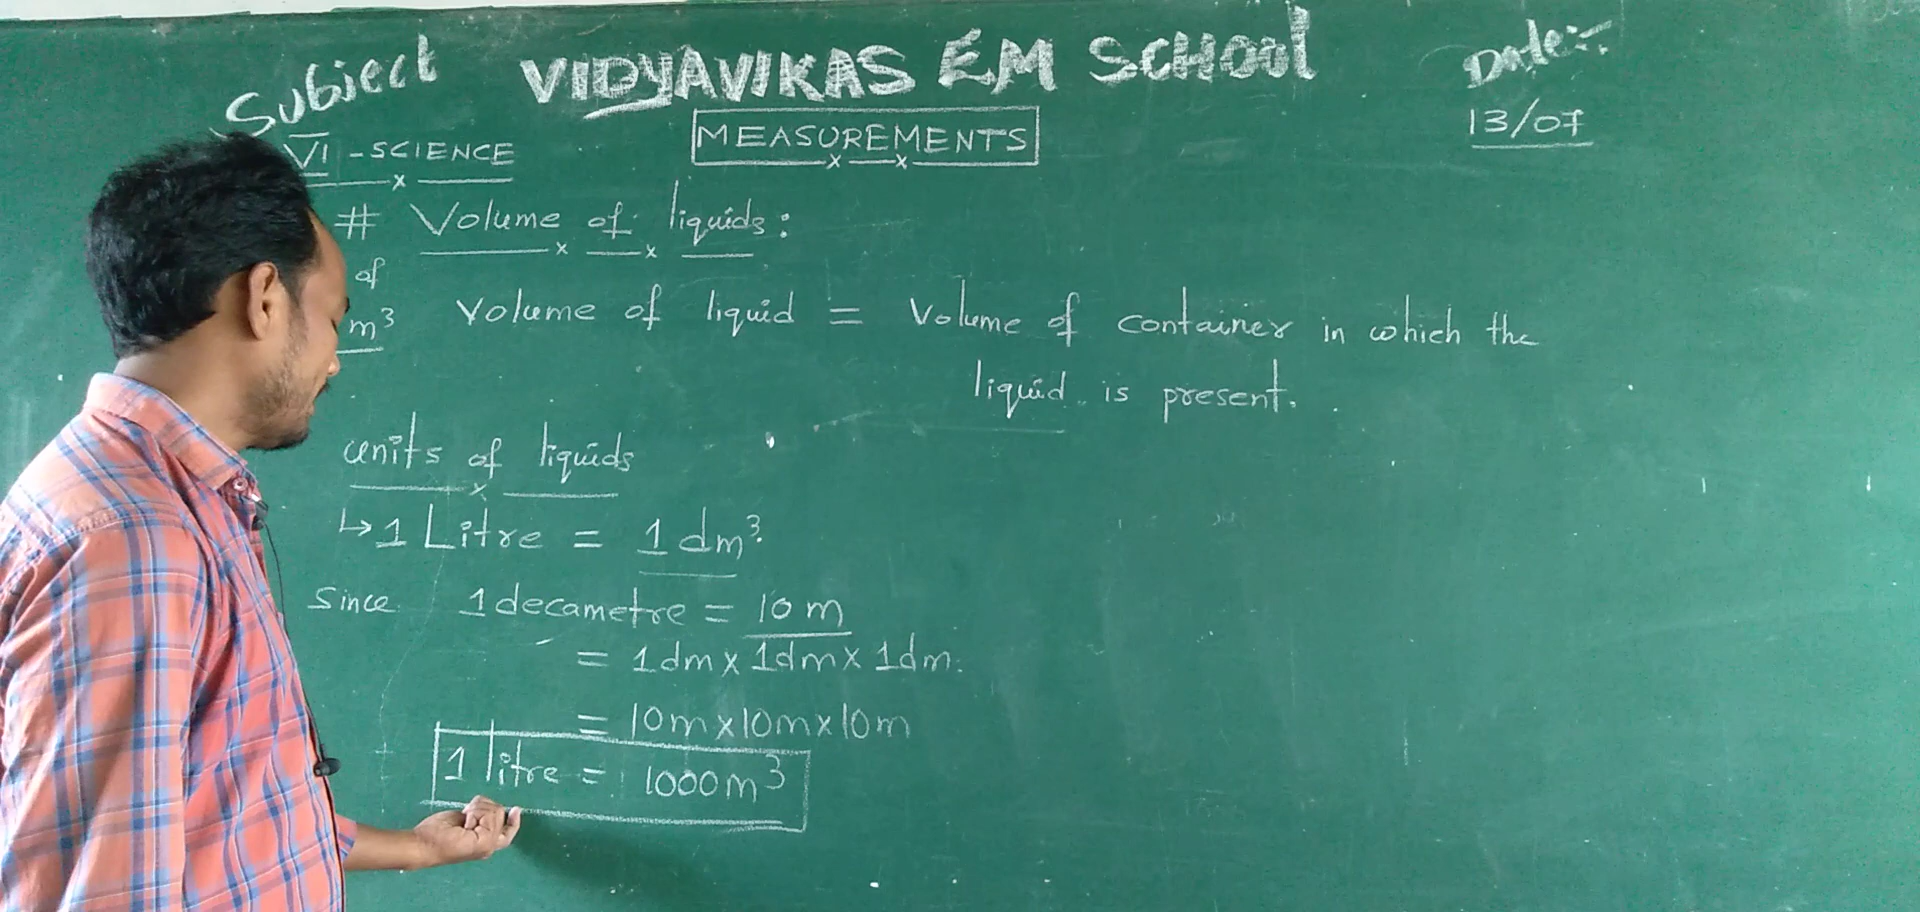 Subject VIDYAVIKAS EM SCHOOL Date:-
13/07
VI - SCIENCE
MEASUREMENTS
# Volume of liquids:
of
m³
Volume of liquid = Volume of container in which the
liquid is present.
units of liquids
↳ 1 Litre = 1 dm³.
Since 1 decametre = 10 m
= 1dm x 1dm x 1dm.
= 10m x 10m x 10m
1 litre = 1000m³